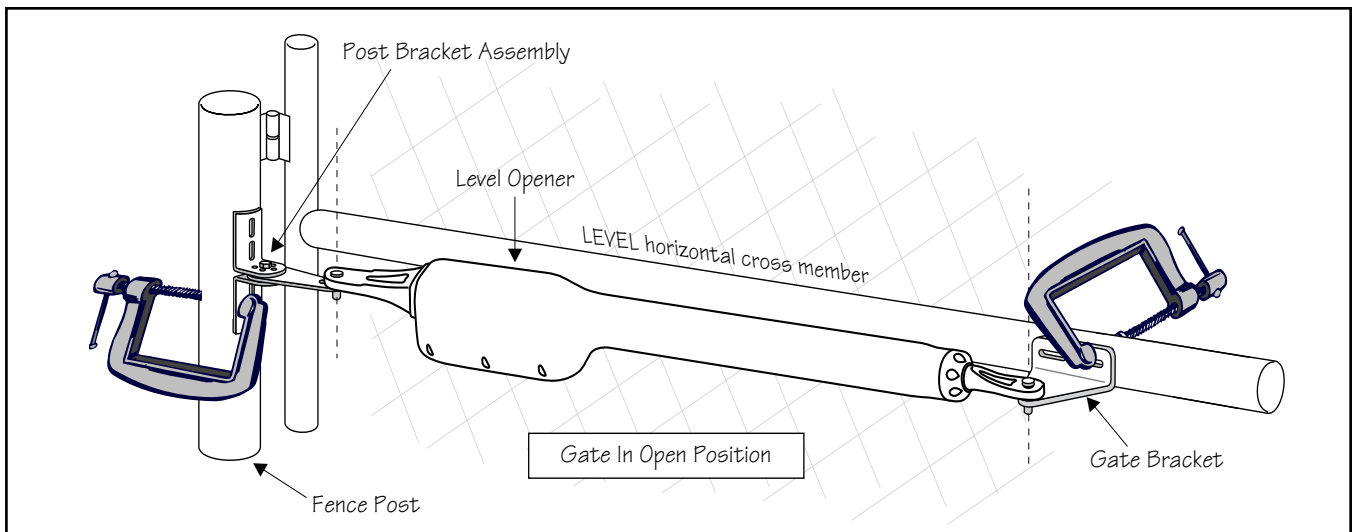 Post Bracket Assembly
Level Opener
LEVEL horizontal cross member
Gate In Open Position
Gate Bracket
Fence Post